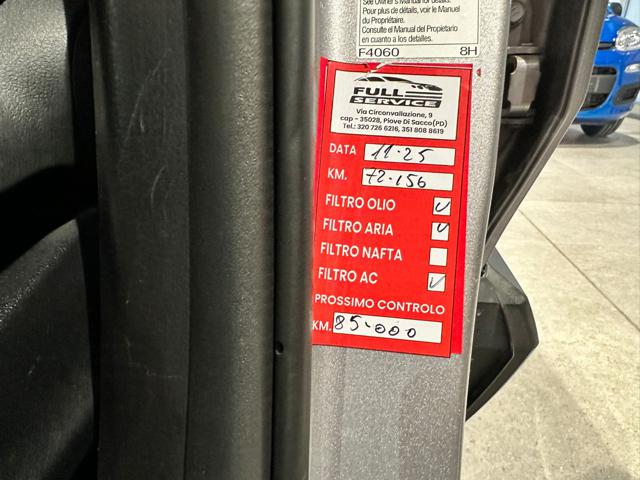 See Owner's Manual for details.
Pour plus de détails, voir le Manuel
du Propriétaire.
Consulte el Manual del Propietario
en cuanto a los detalles.
F4060 8H
FULL
SERVICE
Via Circonvallazione, 9
cap - 35028, Piove Di Sacco(PD)
Tel.: 320 726 6216, 351 808 8619
DATA 11-25
KM. 72.156
FILTRO OLIO
FILTRO ARIA
FILTRO NAFTA
FILTRO AC
PROSSIMO CONTROLO
KM. 85.000